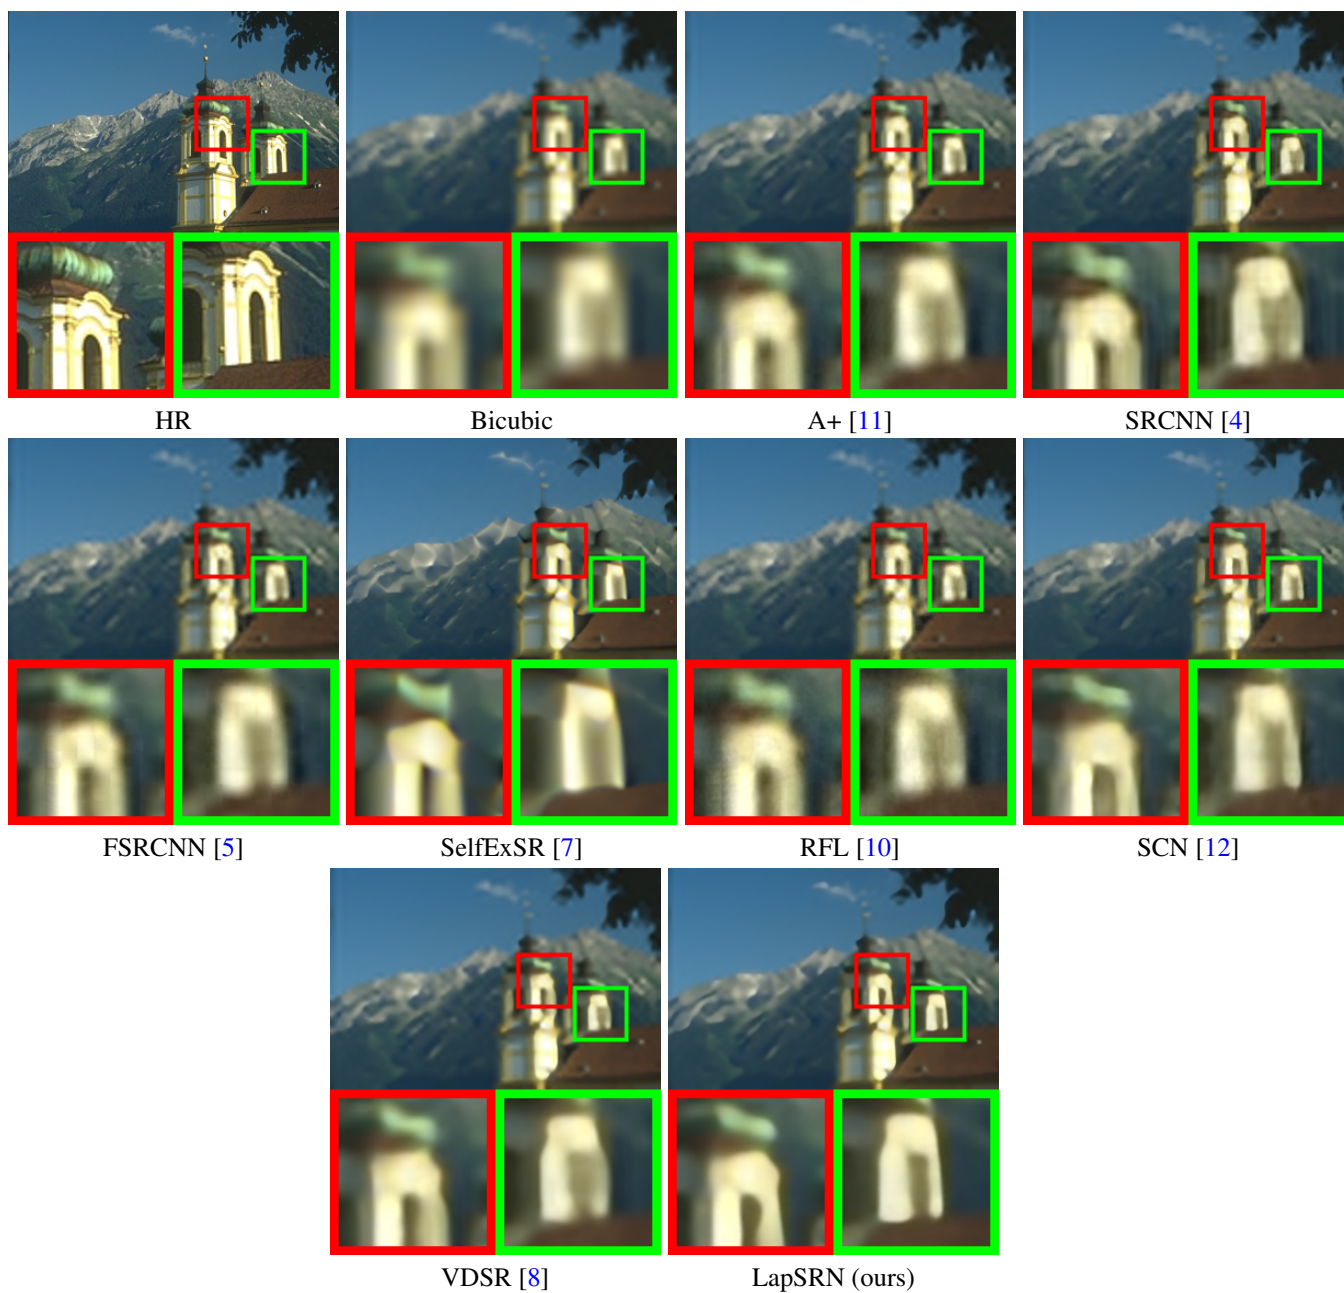 HR
Bicubic
A+ [11]
SRCNN [4]
FSRCNN [5]
SelfExSR [7]
RFL [10]
SCN [12]
VDSR [8]
LapSRN (ours)